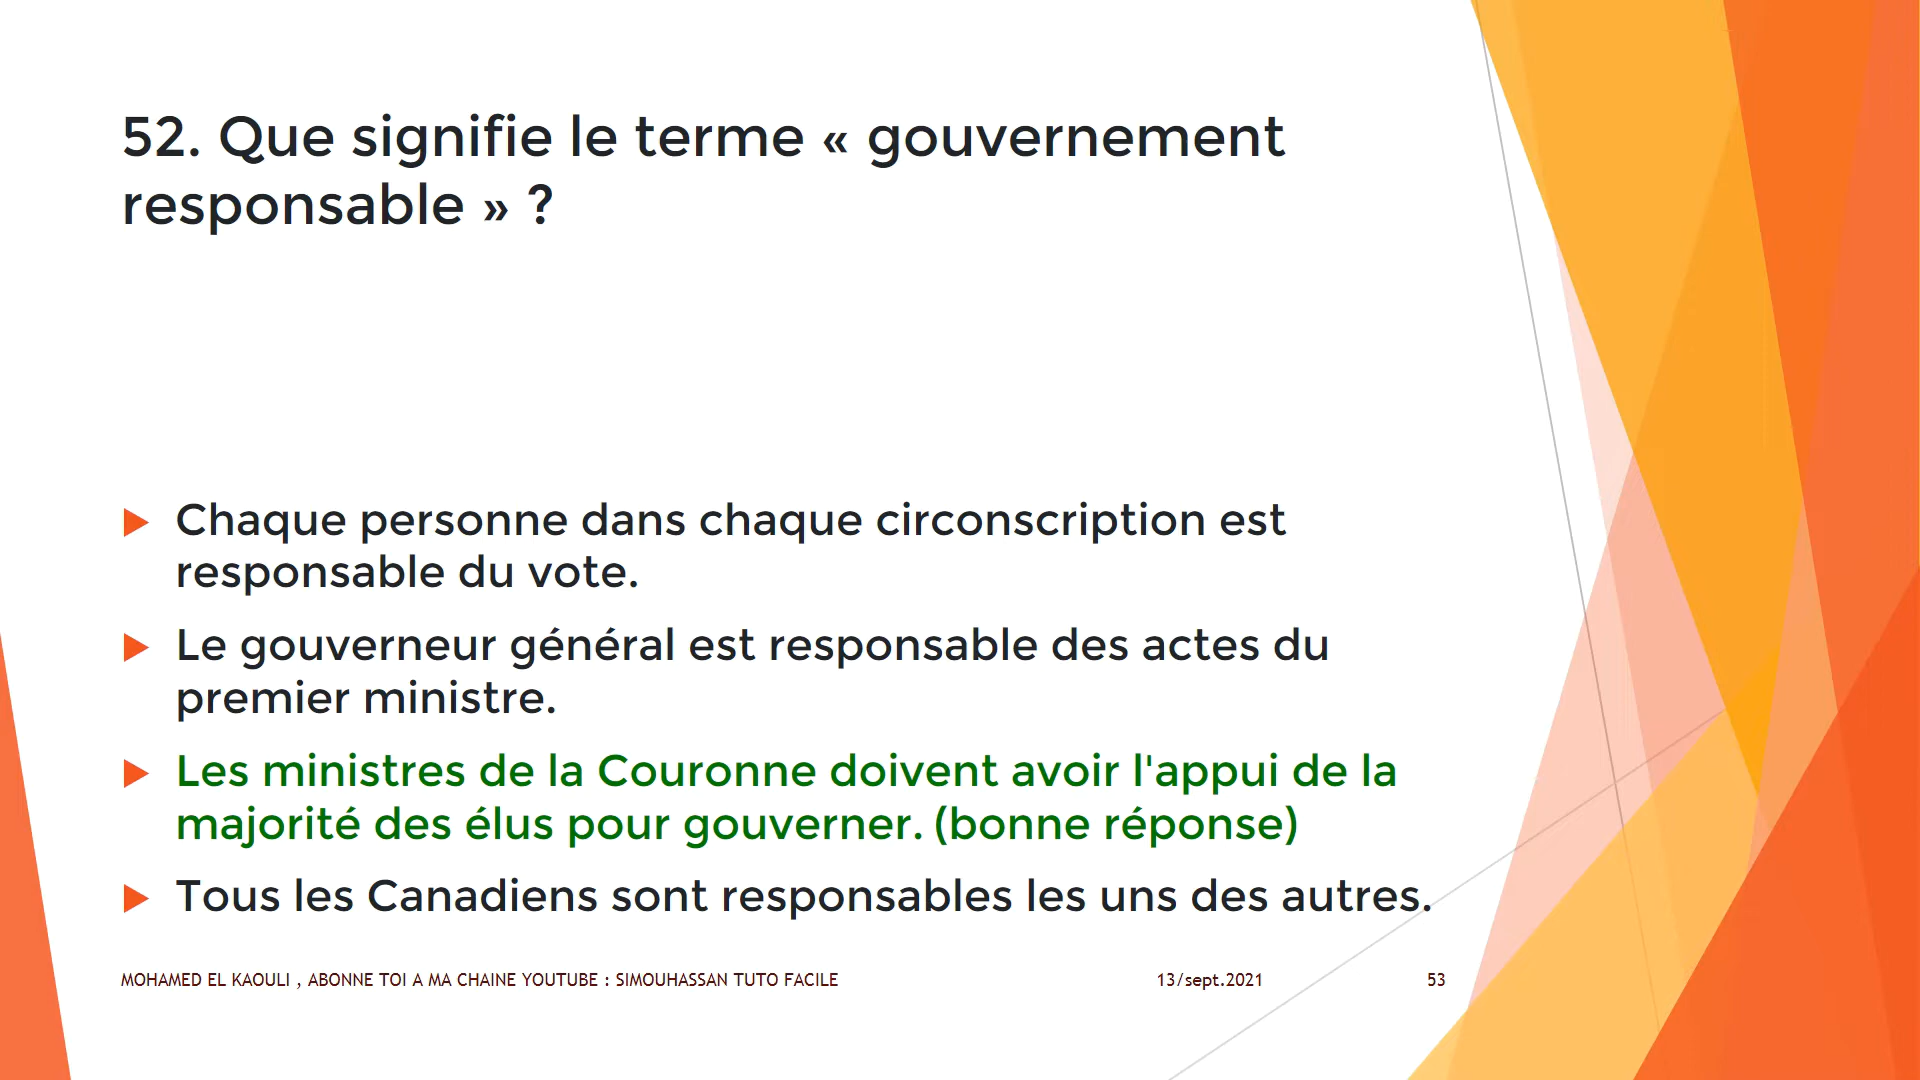 52. Que signifie le terme « gouvernement
responsable » ?
Chaque personne dans chaque circonscription est
responsable du vote.
Le gouverneur général est responsable des actes du
premier ministre.
Les ministres de la Couronne doivent avoir l'appui de la
majorité des élus pour gouverner. (bonne réponse)
Tous les Canadiens sont responsables les uns des autres.
MOHAMED EL KAOULI , ABONNE TOI A MA CHAINE YOUTUBE : SIMOUHASSAN TUTO FACILE 13/sept.2021 53